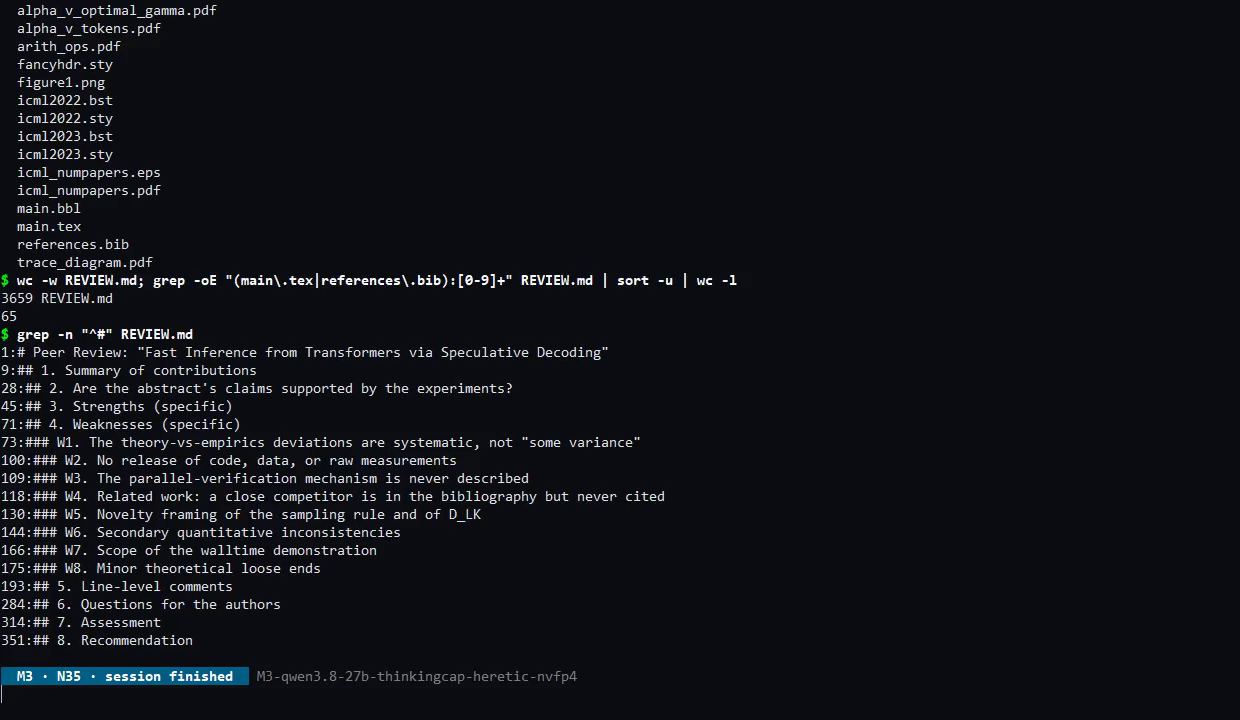 alpha_v_optimal_gamma.pdf
alpha_v_tokens.pdf
arith_ops.pdf
fancyhdr.sty
figure1.png
icml2022.bst
icml2022.sty
icml2023.bst
icml2023.sty
icml_numpapers.eps
icml_numpapers.pdf
main.bbl
main.tex
references.bib
trace_diagram.pdf
$ wc -w REVIEW.md; grep -oE "(main\.tex|references\.bib):[0-9]+" REVIEW.md | sort -u | wc -l
3659 REVIEW.md
65
$ grep -n "^#" REVIEW.md
1:# Peer Review: "Fast Inference from Transformers via Speculative Decoding"
9:## 1. Summary of contributions
28:## 2. Are the abstract's claims supported by the experiments?
45:## 3. Strengths (specific)
71:## 4. Weaknesses (specific)
73:### W1. The theory-vs-empirics deviations are systematic, not "some variance"
100:### W2. No release of code, data, or raw measurements
109:### W3. The parallel-verification mechanism is never described
118:### W4. Related work: a close competitor is in the bibliography but never cited
130:### W5. Novelty framing of the sampling rule and of D_LK
144:### W6. Secondary quantitative inconsistencies
166:### W7. Scope of the walltime demonstration
175:### W8. Minor theoretical loose ends
193:## 5. Line-level comments
284:## 6. Questions for the authors
314:## 7. Assessment
351:## 8. Recommendation
M3 · N35 · session finished M3-qwen3.8-27b-thinkingcap-heretic-nvfp4